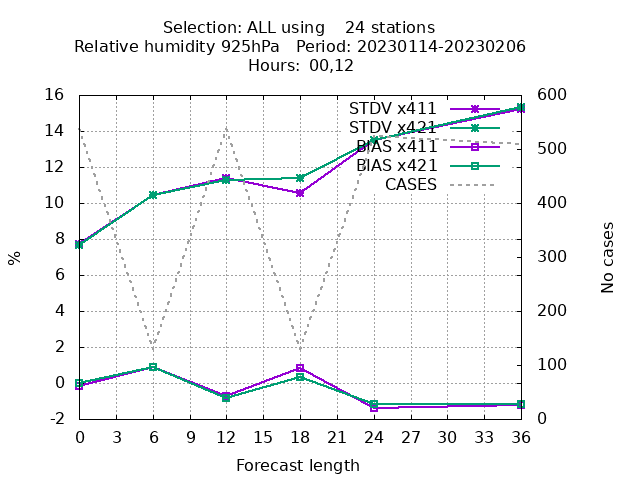 Selection: ALL using 24 stations
Relative humidity 925hPa Period: 20230114-20230206
Hours: 00,12
16 600
STDV x411
14 STDV x421 500
BIAS x411
12 BIAS x421
CASES
10 400
8 300
6
4 200
2 100
0
-2 0
% No cases
0 3 6 9 12 15 18 21 24 27 30 33 36
Forecast length